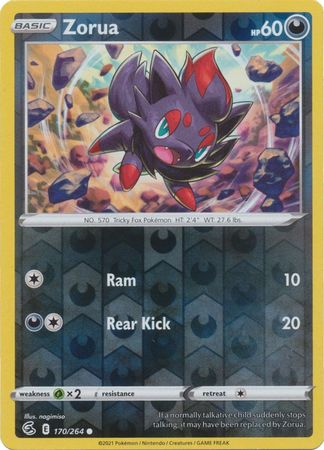 BASIC
Zorua
HP60
NO. 570 Tricky Fox Pokémon HT: 2'4" WT: 27.6 lbs.
Ram 10
Rear Kick 20
weakness ×2 resistance retreat
Illus. nagimiso
170/264
If a normally talkative child suddenly stops
talking, it may have been replaced by Zorua.
©2021 Pokémon / Nintendo / Creatures / GAME FREAK